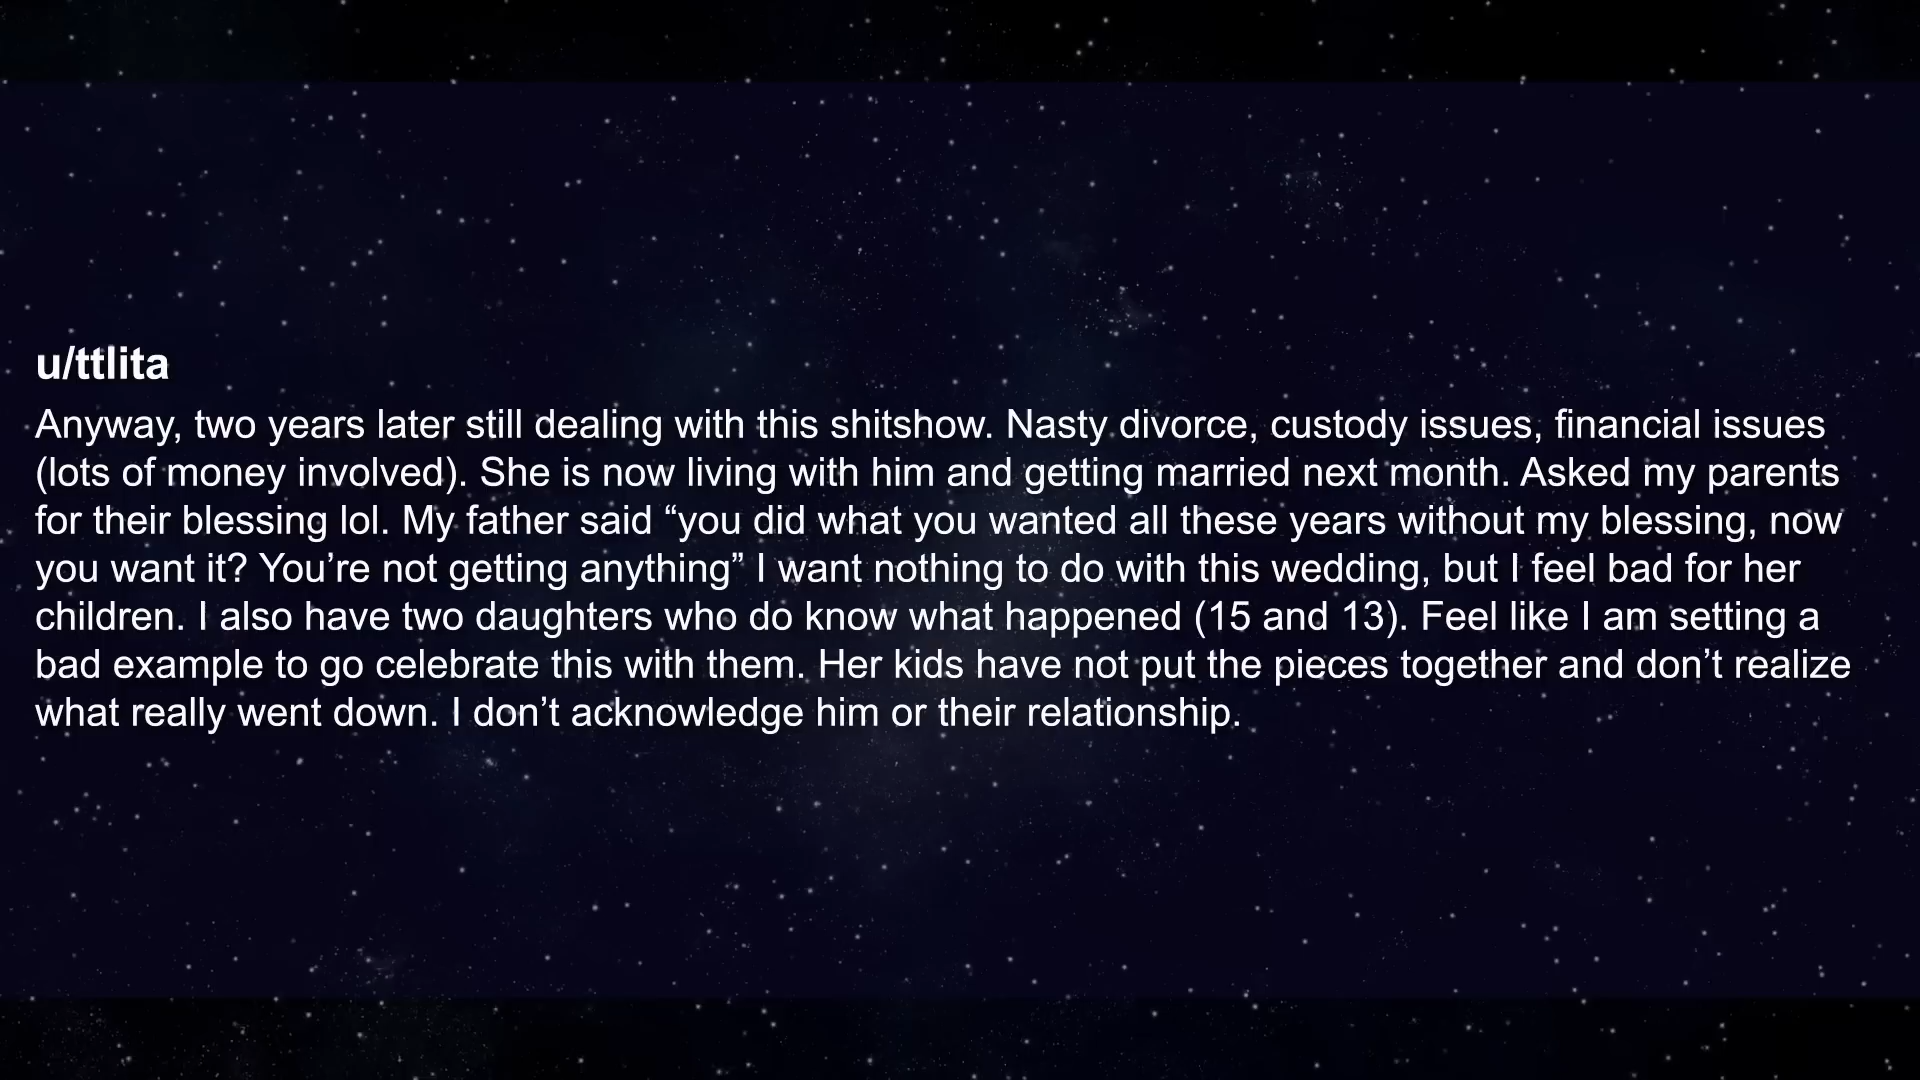 u/ttlita
Anyway, two years later still dealing with this shitshow. Nasty divorce, custody issues, financial issues
(lots of money involved). She is now living with him and getting married next month. Asked my parents
for their blessing lol. My father said “you did what you wanted all these years without my blessing, now
you want it? You’re not getting anything” I want nothing to do with this wedding, but I feel bad for her
children. I also have two daughters who do know what happened (15 and 13). Feel like I am setting a
bad example to go celebrate this with them. Her kids have not put the pieces together and don’t realize
what really went down. I don’t acknowledge him or their relationship.